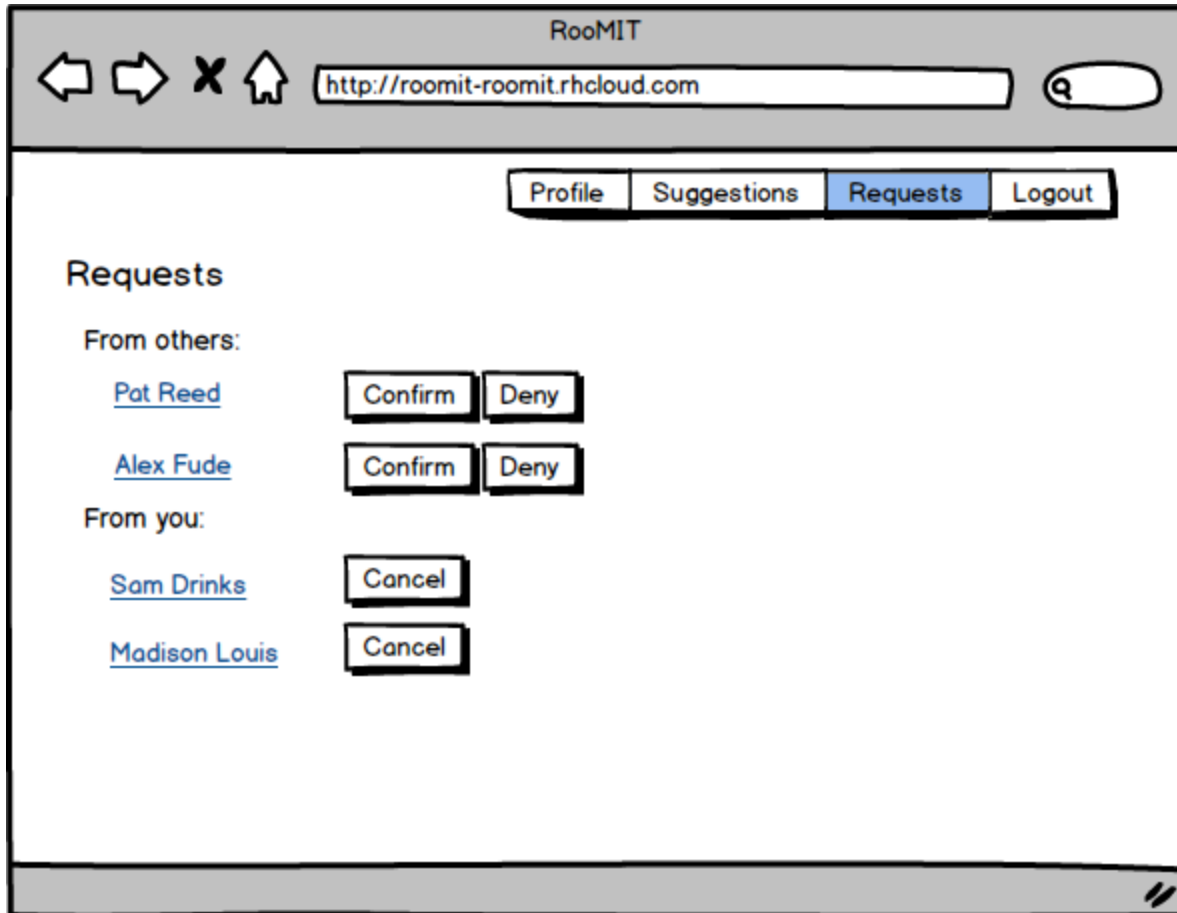 RooMIT
http://roomit-roomit.rhcloud.com
Profile Suggestions Requests Logout
Requests
From others:
Pat Reed Confirm Deny
Alex Fude Confirm Deny
From you:
Sam Drinks Cancel
Madison Louis Cancel